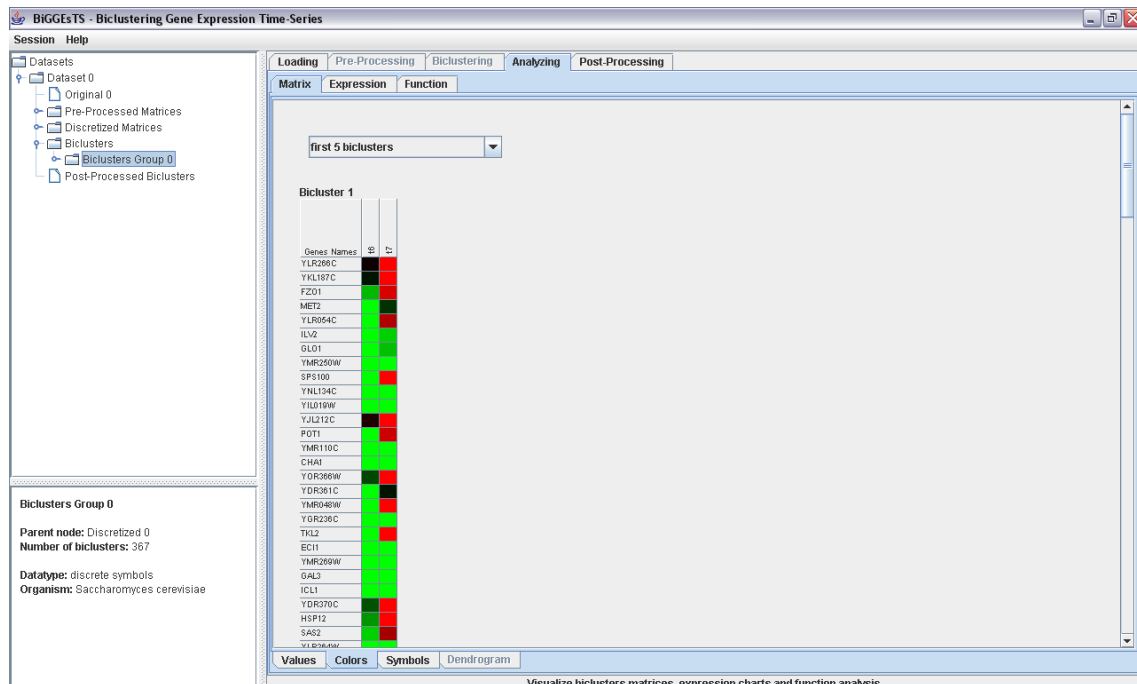 BiGGEsTS - Biclustering Gene Expression Time-Series
Session Help
Datasets
Dataset 0
Original 0
Pre-Processed Matrices
Discretized Matrices
Biclusters
Biclusters Group 0
Post-Processed Biclusters
Biclusters Group 0
Parent node: Discretized 0
Number of biclusters: 367
Datatype: discrete symbols
Organism: Saccharomyces cerevisiae
Loading Pre-Processing Biclustering Analyzing Post-Processing
Matrix Expression Function
first 5 biclusters
Bicluster 1
Genes Names t6 t7
YLR266C
YKL187C
FZO1
MET2
YLR054C
ILV2
GLO1
YMR250W
SPS100
YNL134C
YIL019W
YJL212C
POT1
YMR110C
CHA1
YOR366W
YDR361C
YMR048W
YGR236C
TKL2
ECI1
YMR269W
GAL3
ICL1
YDR370C
HSP12
SAS2
YLR264W
Values Colors Symbols Dendrogram
Visualize biclusters matrices, expression charts and function analysis